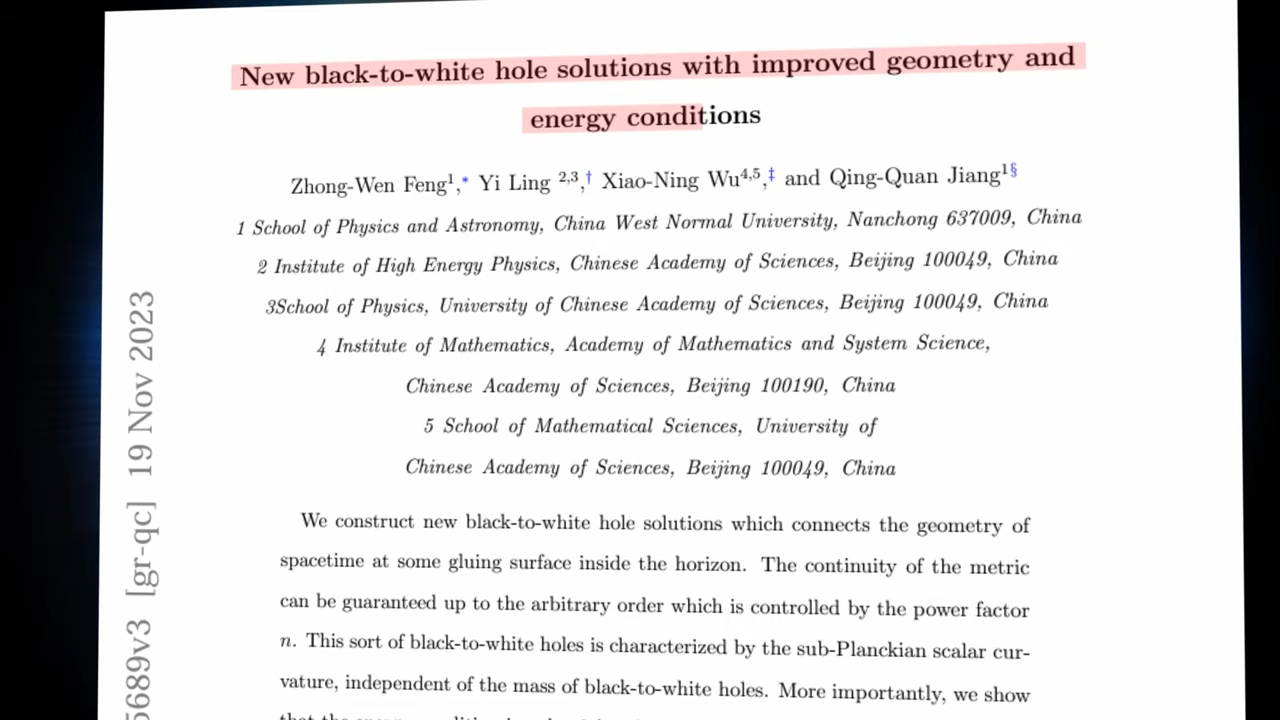 New black-to-white hole solutions with improved geometry and
energy conditions
Zhong-Wen Feng1,* Yi Ling 2,3,† Xiao-Ning Wu4,5,‡ and Qing-Quan Jiang1§
1 School of Physics and Astronomy, China West Normal University, Nanchong 637009, China
2 Institute of High Energy Physics, Chinese Academy of Sciences, Beijing 100049, China
3School of Physics, University of Chinese Academy of Sciences, Beijing 100049, China
4 Institute of Mathematics, Academy of Mathematics and System Science,
Chinese Academy of Sciences, Beijing 100190, China
5 School of Mathematical Sciences, University of
Chinese Academy of Sciences, Beijing 100049, China
We construct new black-to-white hole solutions which connects the geometry of
spacetime at some gluing surface inside the horizon. The continuity of the metric
can be guaranteed up to the arbitrary order which is controlled by the power factor
n. This sort of black-to-white holes is characterized by the sub-Planckian scalar cur-
vature, independent of the mass of black-to-white holes. More importantly, we show
5689v3 [gr-qc] 19 Nov 2023